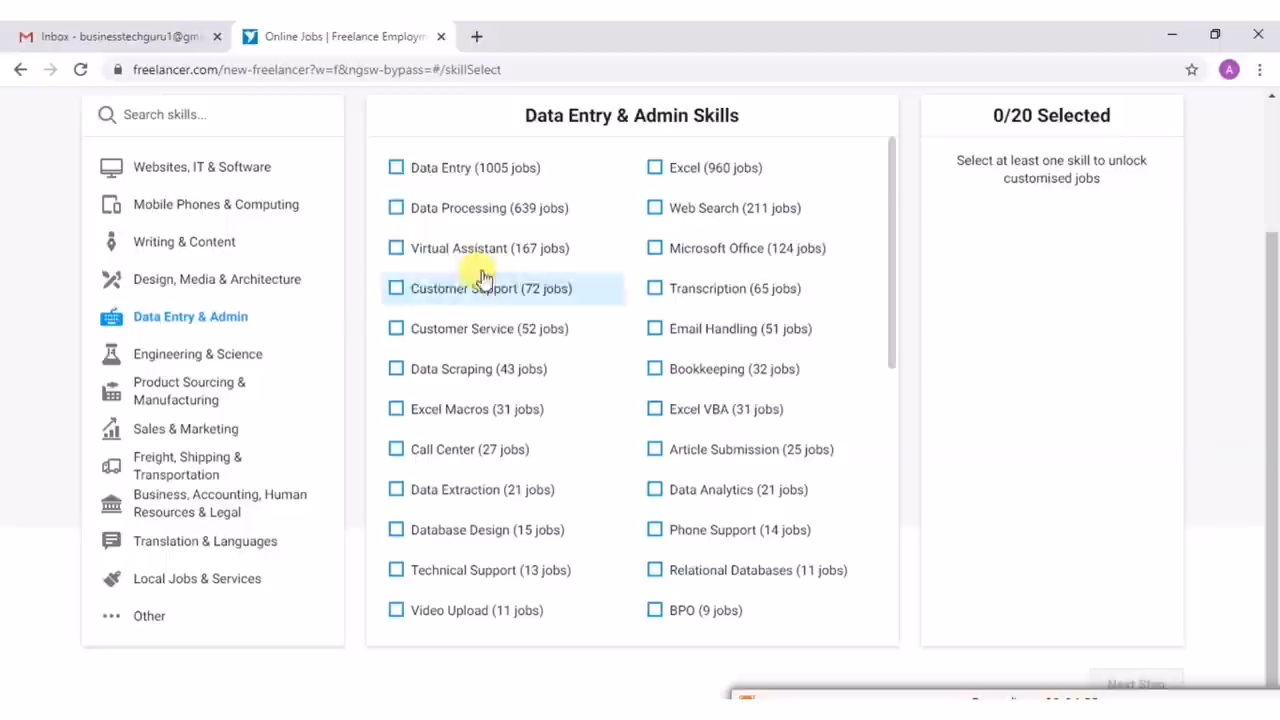 Inbox - businesstechguru1@gm
Online Jobs | Freelance Employm
freelancer.com/new-freelancer?w=f&ngsw-bypass=#/skillSelect
A
Search skills...
Websites, IT & Software
Mobile Phones & Computing
Writing & Content
Design, Media & Architecture
Data Entry & Admin
Engineering & Science
Product Sourcing &
Manufacturing
Sales & Marketing
Freight, Shipping &
Transportation
Business, Accounting, Human
Resources & Legal
Translation & Languages
Local Jobs & Services
Other
Data Entry & Admin Skills
Data Entry (1005 jobs)
Excel (960 jobs)
Data Processing (639 jobs)
Web Search (211 jobs)
Virtual Assistant (167 jobs)
Microsoft Office (124 jobs)
Customer Support (72 jobs)
Transcription (65 jobs)
Customer Service (52 jobs)
Email Handling (51 jobs)
Data Scraping (43 jobs)
Bookkeeping (32 jobs)
Excel Macros (31 jobs)
Excel VBA (31 jobs)
Call Center (27 jobs)
Article Submission (25 jobs)
Data Extraction (21 jobs)
Data Analytics (21 jobs)
Database Design (15 jobs)
Phone Support (14 jobs)
Technical Support (13 jobs)
Relational Databases (11 jobs)
Video Upload (11 jobs)
BPO (9 jobs)
0/20 Selected
Select at least one skill to unlock
customised jobs
Next Step